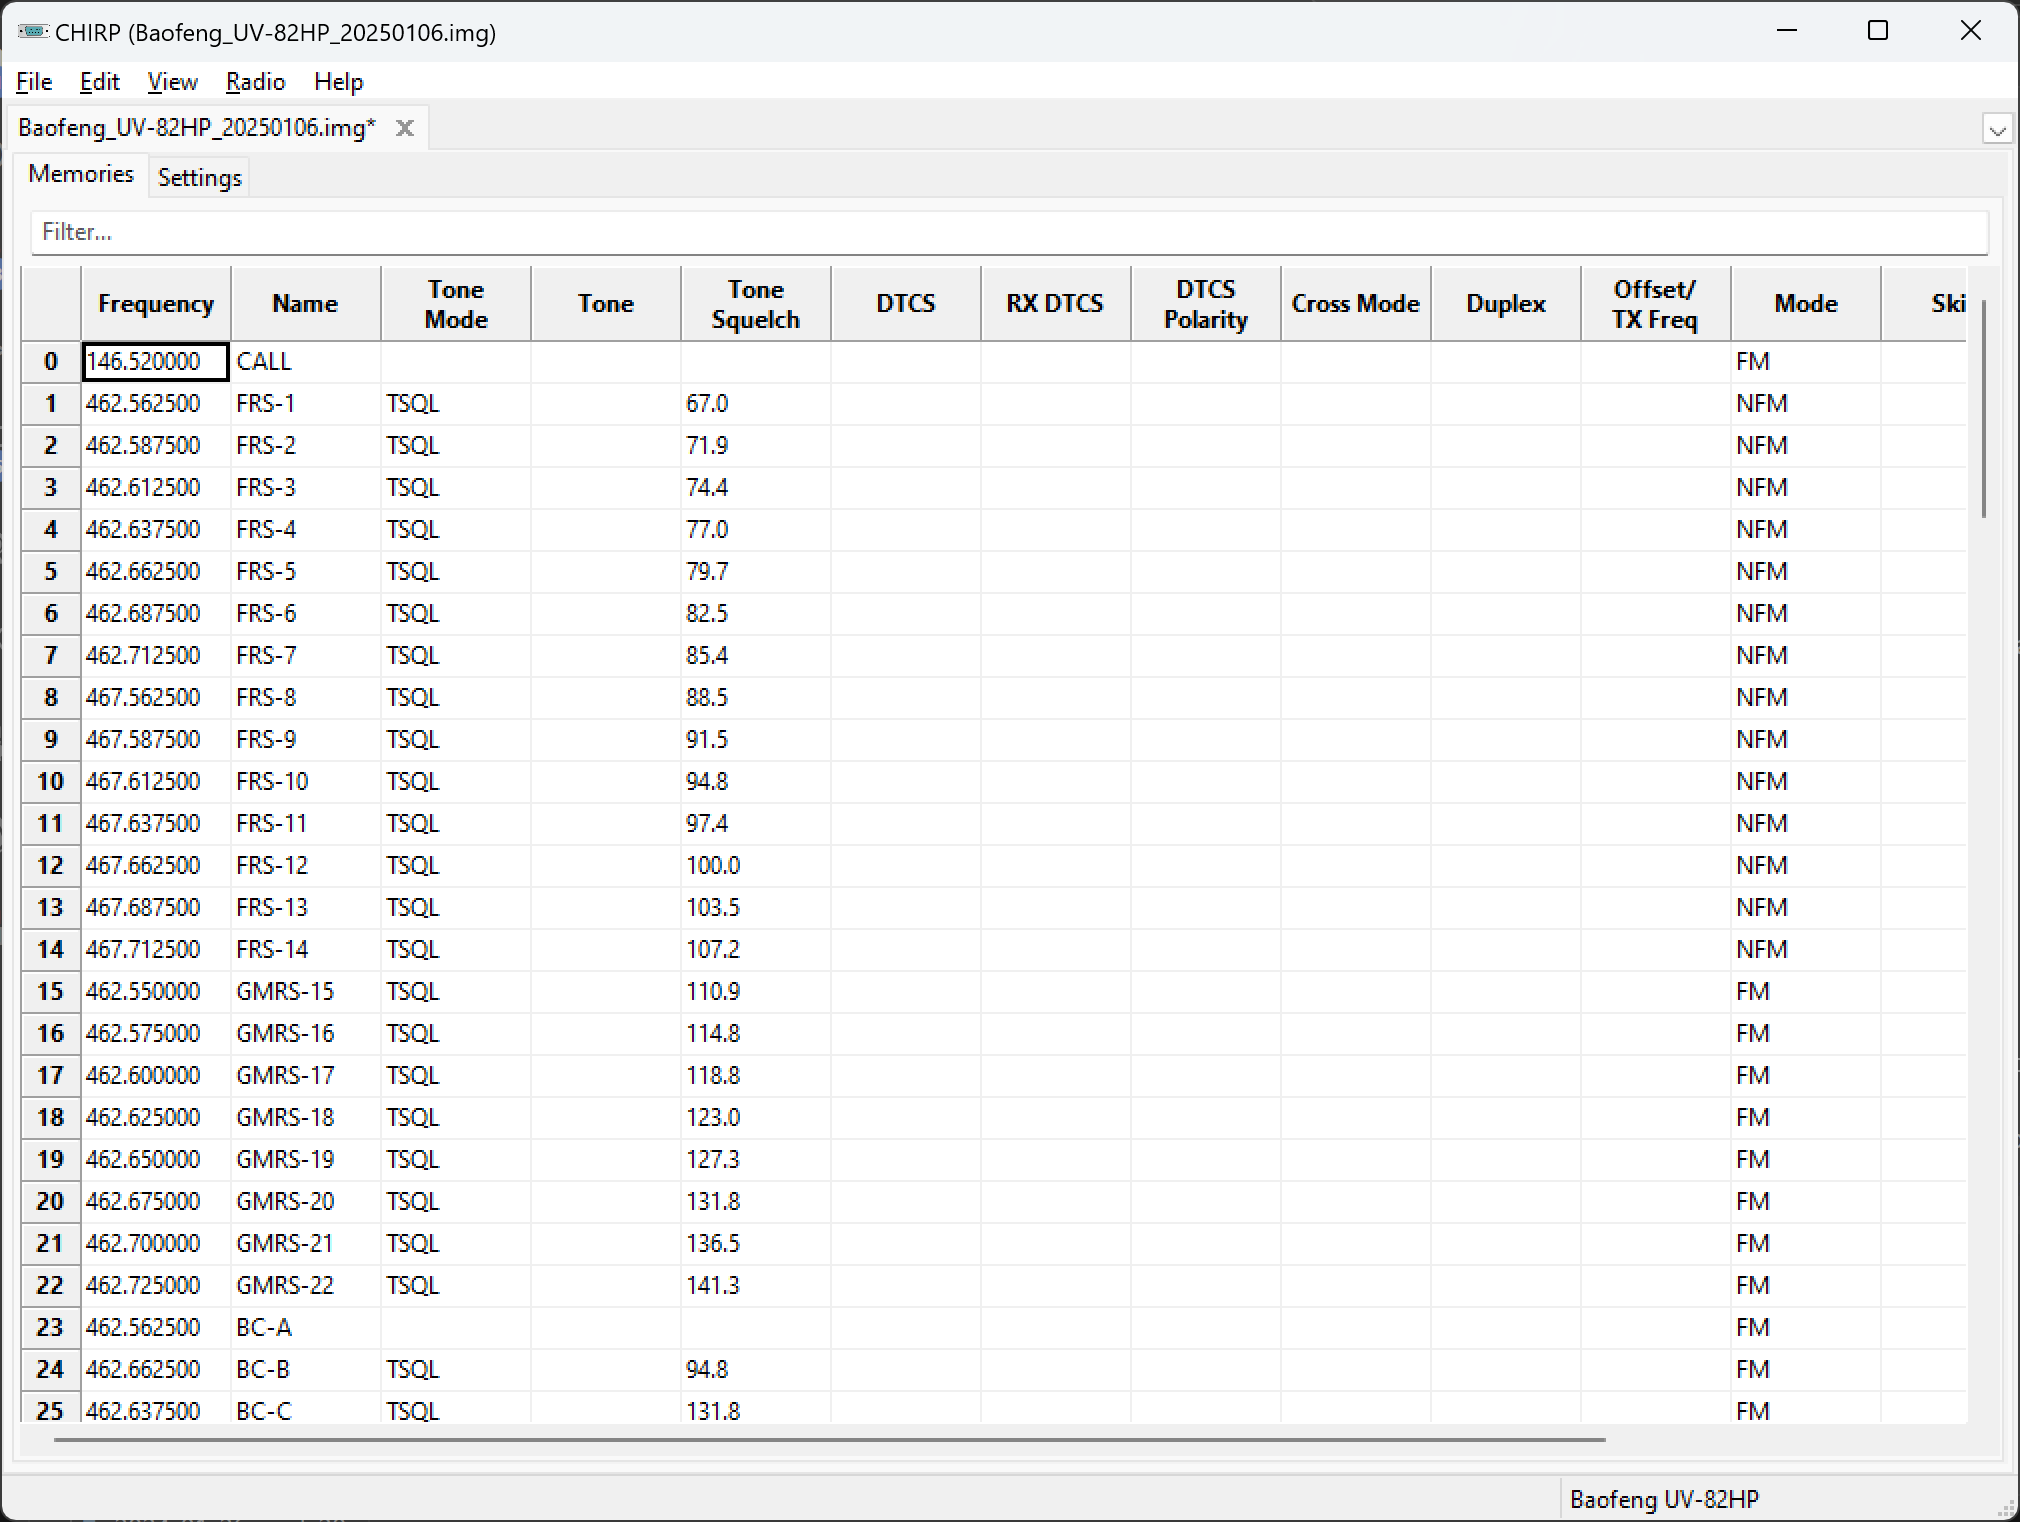 CHIRP (Baofeng_UV-82HP_20250106.img)
File Edit View Radio Help
Baofeng_UV-82HP_20250106.img*
Memories Settings
Filter...
Frequency Name Tone Mode Tone Tone Squelch DTCS RX DTCS DTCS Polarity Cross Mode Duplex Offset/ TX Freq Mode Ski
0 146.520000 CALL FM
1 462.562500 FRS-1 TSQL 67.0 NFM
2 462.587500 FRS-2 TSQL 71.9 NFM
3 462.612500 FRS-3 TSQL 74.4 NFM
4 462.637500 FRS-4 TSQL 77.0 NFM
5 462.662500 FRS-5 TSQL 79.7 NFM
6 462.687500 FRS-6 TSQL 82.5 NFM
7 462.712500 FRS-7 TSQL 85.4 NFM
8 467.562500 FRS-8 TSQL 88.5 NFM
9 467.587500 FRS-9 TSQL 91.5 NFM
10 467.612500 FRS-10 TSQL 94.8 NFM
11 467.637500 FRS-11 TSQL 97.4 NFM
12 467.662500 FRS-12 TSQL 100.0 NFM
13 467.687500 FRS-13 TSQL 103.5 NFM
14 467.712500 FRS-14 TSQL 107.2 NFM
15 462.550000 GMRS-15 TSQL 110.9 FM
16 462.575000 GMRS-16 TSQL 114.8 FM
17 462.600000 GMRS-17 TSQL 118.8 FM
18 462.625000 GMRS-18 TSQL 123.0 FM
19 462.650000 GMRS-19 TSQL 127.3 FM
20 462.675000 GMRS-20 TSQL 131.8 FM
21 462.700000 GMRS-21 TSQL 136.5 FM
22 462.725000 GMRS-22 TSQL 141.3 FM
23 462.562500 BC-A FM
24 462.662500 BC-B TSQL 94.8 FM
25 462.637500 BC-C TSQL 131.8 FM
Baofeng UV-82HP